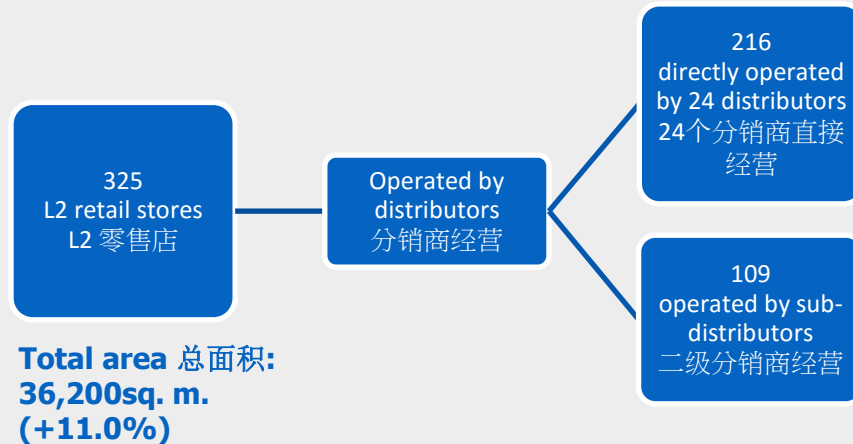 325
L2 retail stores
L2 零售店
Total area 总面积:
36,200sq. m.
(+11.0%)
Operated by
distributors
分销商经营
216
directly operated
by 24 distributors
24个分销商直接
经营
109
operated by sub-
distributors
二级分销商经营